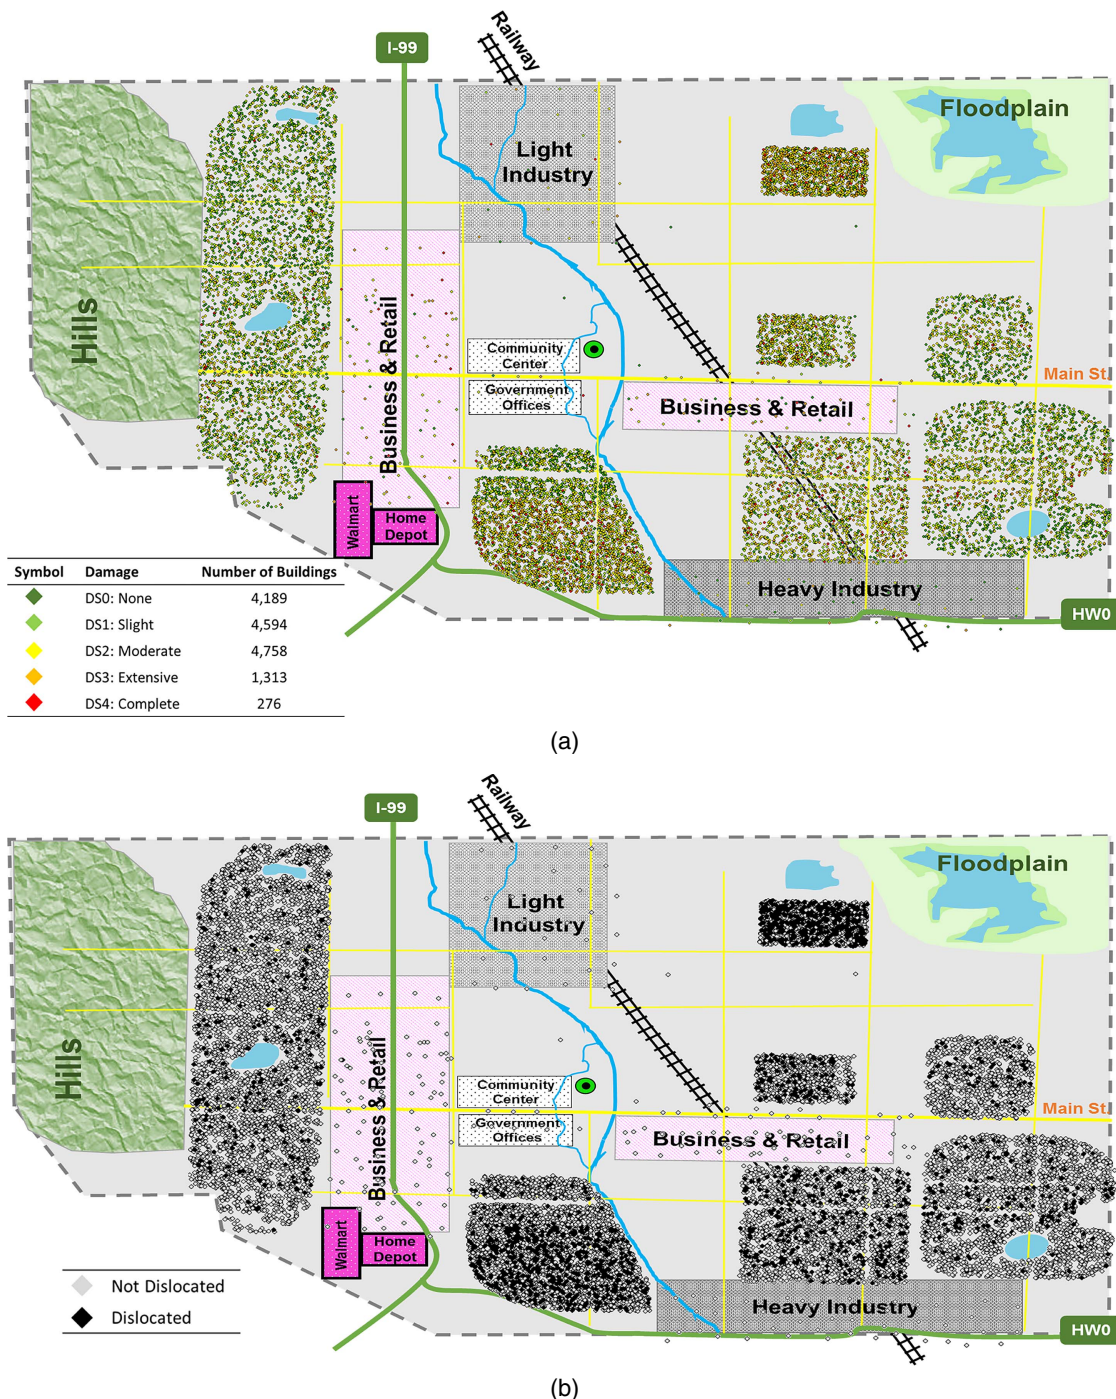 Railway
I-99
Floodplain
Light
Industry
Hills
Business & Retail
Community
Center
Main St.
Government
Offices
Business & Retail
Walmart
Home
Depot
Heavy Industry
HW0
Symbol Damage Number of Buildings
DS0: None 4,189
DS1: Slight 4,594
DS2: Moderate 4,758
DS3: Extensive 1,313
DS4: Complete 276
(a)
Railway
I-99
Floodplain
Light
Industry
Hills
Business & Retail
Community
Center
Main St.
Government
Offices
Business & Retail
Walmart
Home
Depot
Heavy Industry
HW0
Not Dislocated
Dislocated
(b)